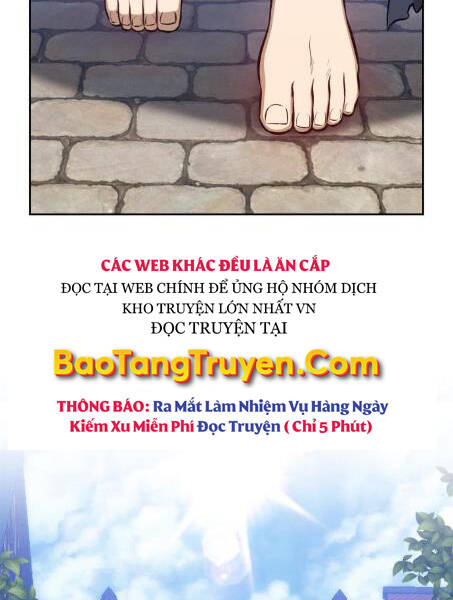 CÁC WEB KHÁC ĐỀU LÀ ĂN CẮP
ĐỌC TẠI WEB CHÍNH ĐỂ ỦNG HỘ NHÓM DỊCH
KHO TRUYỆN LỚN NHẤT VN
ĐỌC TRUYỆN TẠI
BaoTangTruyen.Com
THÔNG BÁO: Ra Mắt Làm Nhiệm Vụ Hàng Ngày
Kiếm Xu Miễn Phí Đọc Truyện ( Chỉ 5 Phút)